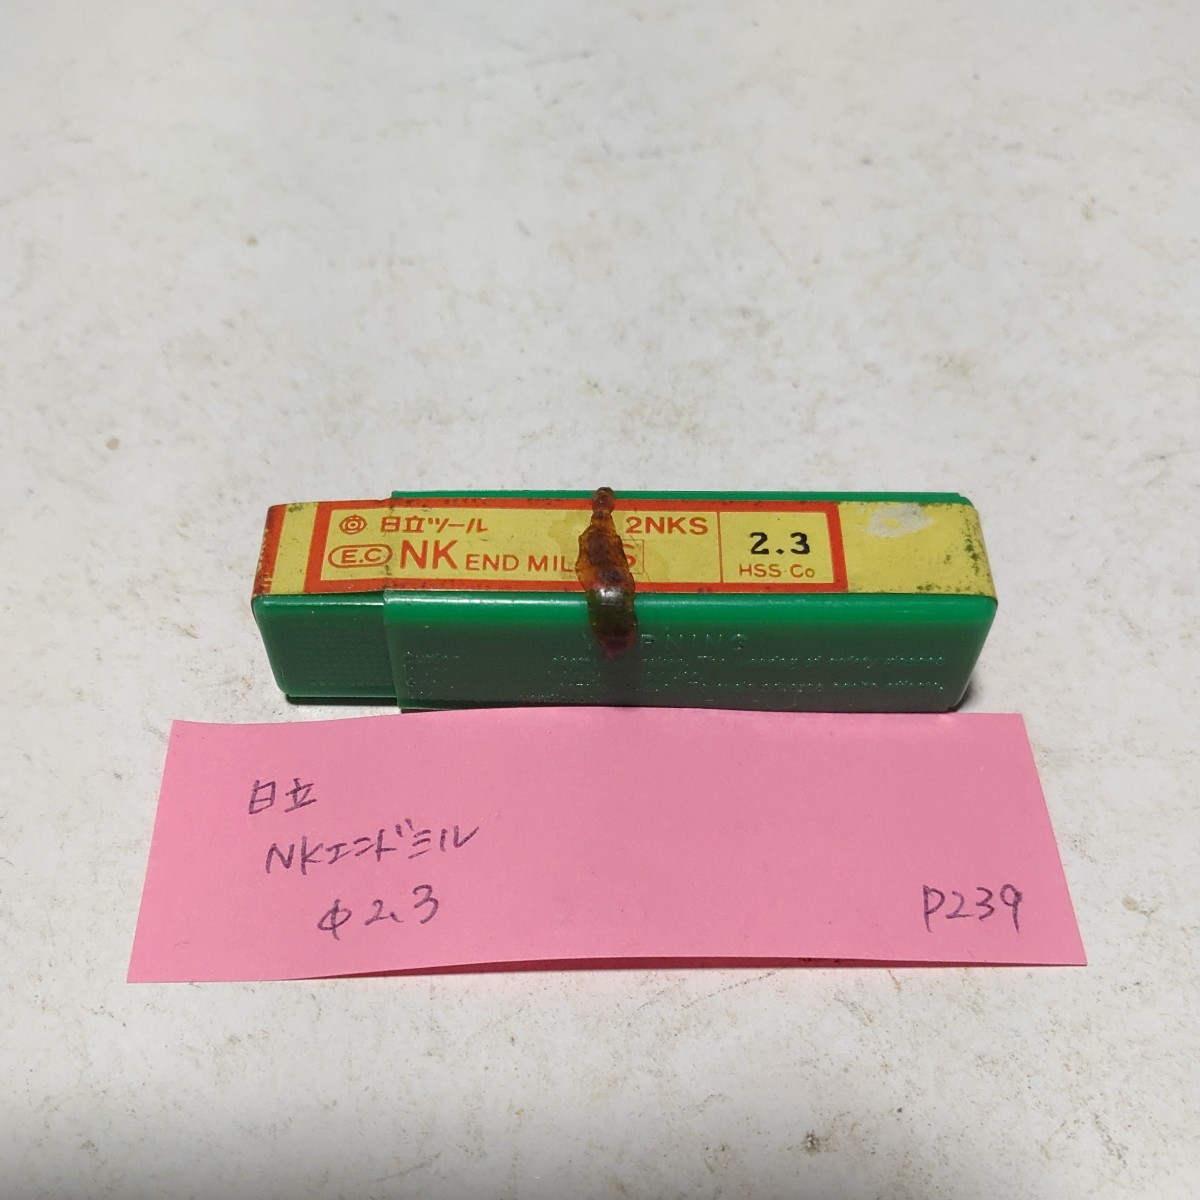 日立ツール 2NKS
E.C NK END MIL S 2.3
HSS-Co
WARNING
日立
NKエンドミル
φ2.3
P239